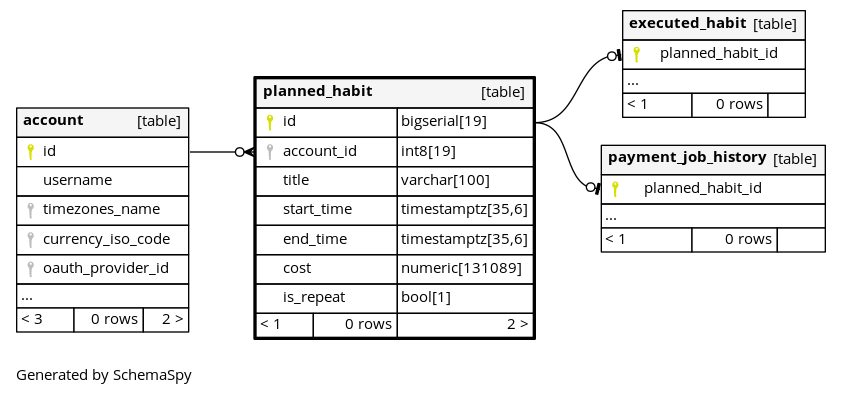 executed_habit [table]
planned_habit_id
...
< 1 0 rows
planned_habit [table]
id bigserial[19]
account_id int8[19]
title varchar[100]
start_time timestamptz[35,6]
end_time timestamptz[35,6]
cost numeric[131089]
is_repeat bool[1]
< 1 0 rows 2 >
account [table]
id
username
timezones_name
currency_iso_code
oauth_provider_id
...
< 3 0 rows 2 >
payment_job_history [table]
planned_habit_id
...
< 1 0 rows
Generated by SchemaSpy